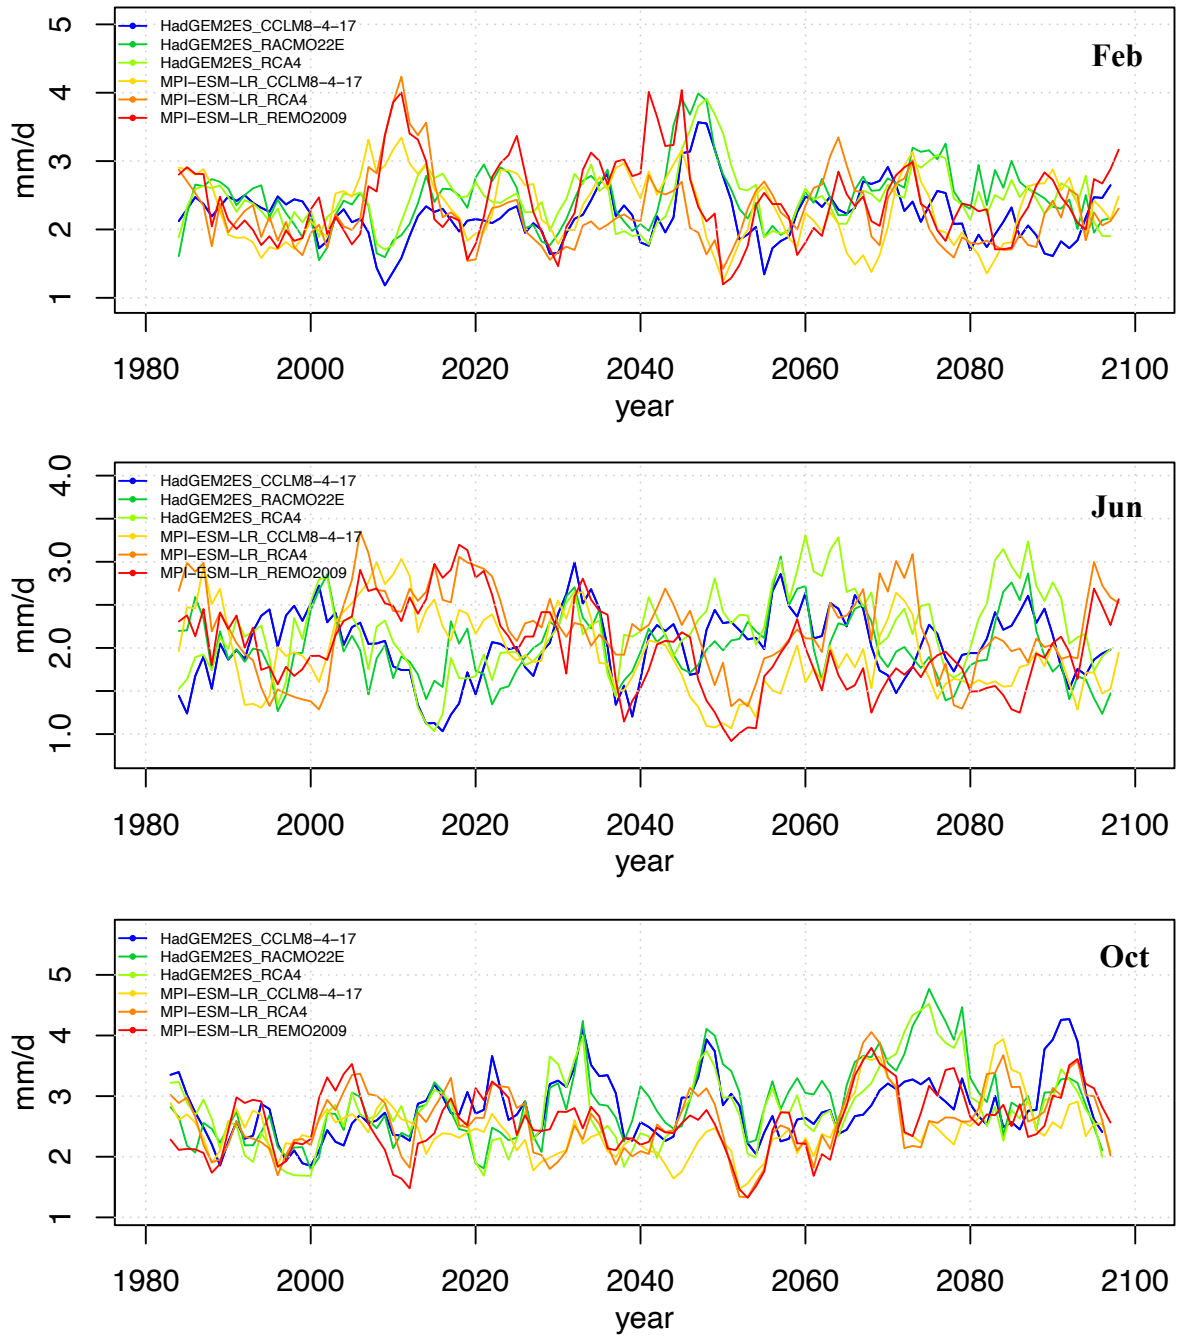 5
4
3
2
1
mm/d
HadGEM2ES_CCLM8-4-17
HadGEM2ES_RACMO22E
HadGEM2ES_RCA4
MPI-ESM-LR_CCLM8-4-17
MPI-ESM-LR_RCA4
MPI-ESM-LR_REMO2009
Feb
1980 2000 2020 2040 2060 2080 2100
year
4.0
3.0
2.0
1.0
mm/d
HadGEM2ES_CCLM8-4-17
HadGEM2ES_RACMO22E
HadGEM2ES_RCA4
MPI-ESM-LR_CCLM8-4-17
MPI-ESM-LR_RCA4
MPI-ESM-LR_REMO2009
Jun
1980 2000 2020 2040 2060 2080 2100
year
5
4
3
2
1
mm/d
HadGEM2ES_CCLM8-4-17
HadGEM2ES_RACMO22E
HadGEM2ES_RCA4
MPI-ESM-LR_CCLM8-4-17
MPI-ESM-LR_RCA4
MPI-ESM-LR_REMO2009
Oct
1980 2000 2020 2040 2060 2080 2100
year